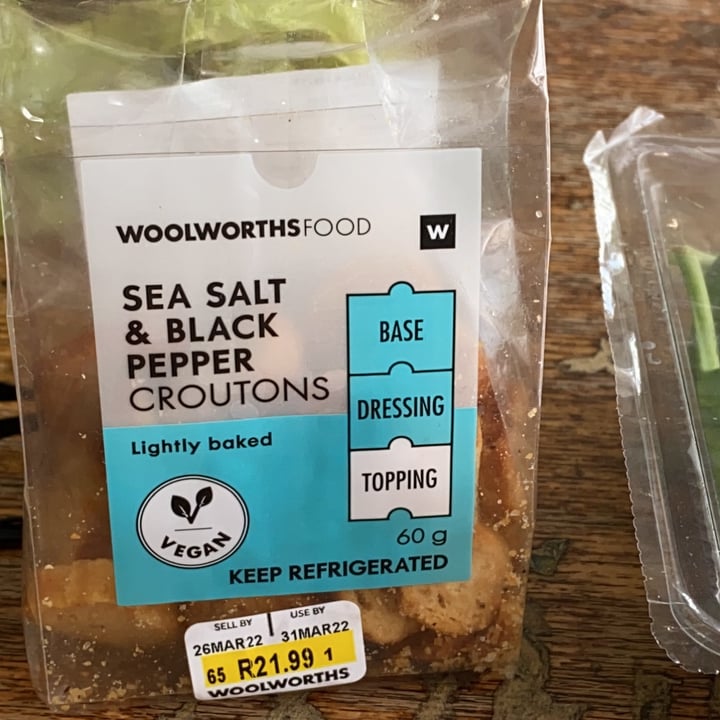 WOOLWORTHSFOOD
W
SEA SALT
& BLACK
PEPPER
CROUTONS
BASE
DRESSING
TOPPING
Lightly baked
VEGAN
60 g
KEEP REFRIGERATED
SELL BY USE BY
26MAR22 31MAR22
65 R21.99 1
WOOLWORTHS